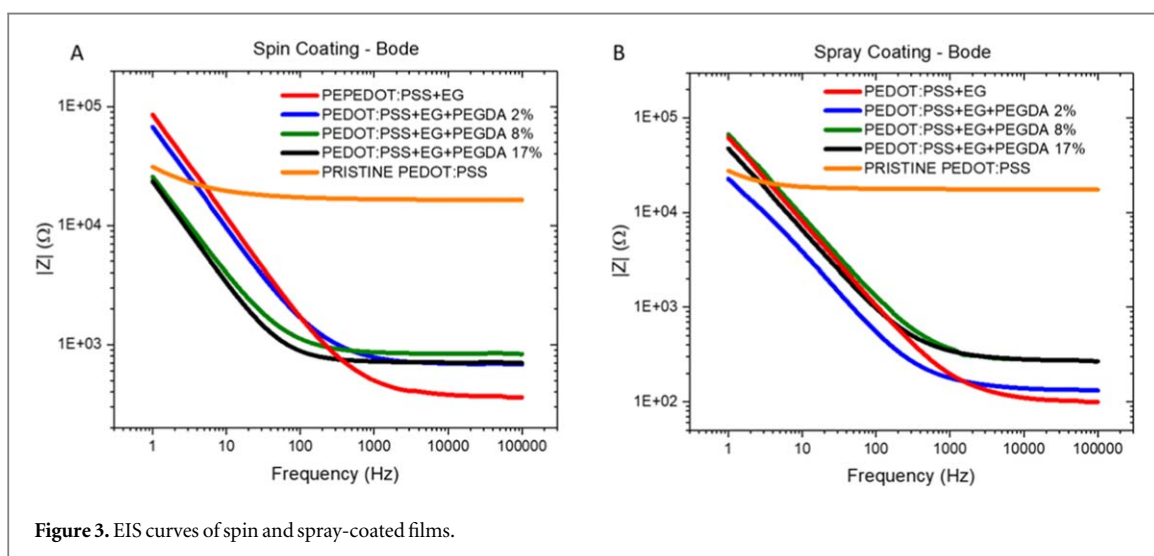 A
Spin Coating - Bode
PEPEDOT:PSS+EG
PEDOT:PSS+EG+PEGDA 2%
PEDOT:PSS+EG+PEGDA 8%
PEDOT:PSS+EG+PEGDA 17%
PRISTINE PEDOT:PSS
|Z| (Ω)
1E+05
1E+04
1E+03
1 10 100 1000 10000 100000
Frequency (Hz)
B
Spray Coating - Bode
PEDOT:PSS+EG
PEDOT:PSS+EG+PEGDA 2%
PEDOT:PSS+EG+PEGDA 8%
PEDOT:PSS+EG+PEGDA 17%
PRISTINE PEDOT:PSS
|Z| (Ω)
1E+05
1E+04
1E+03
1E+02
1 10 100 1000 10000 100000
Frequency (Hz)
Figure 3. EIS curves of spin and spray-coated films.